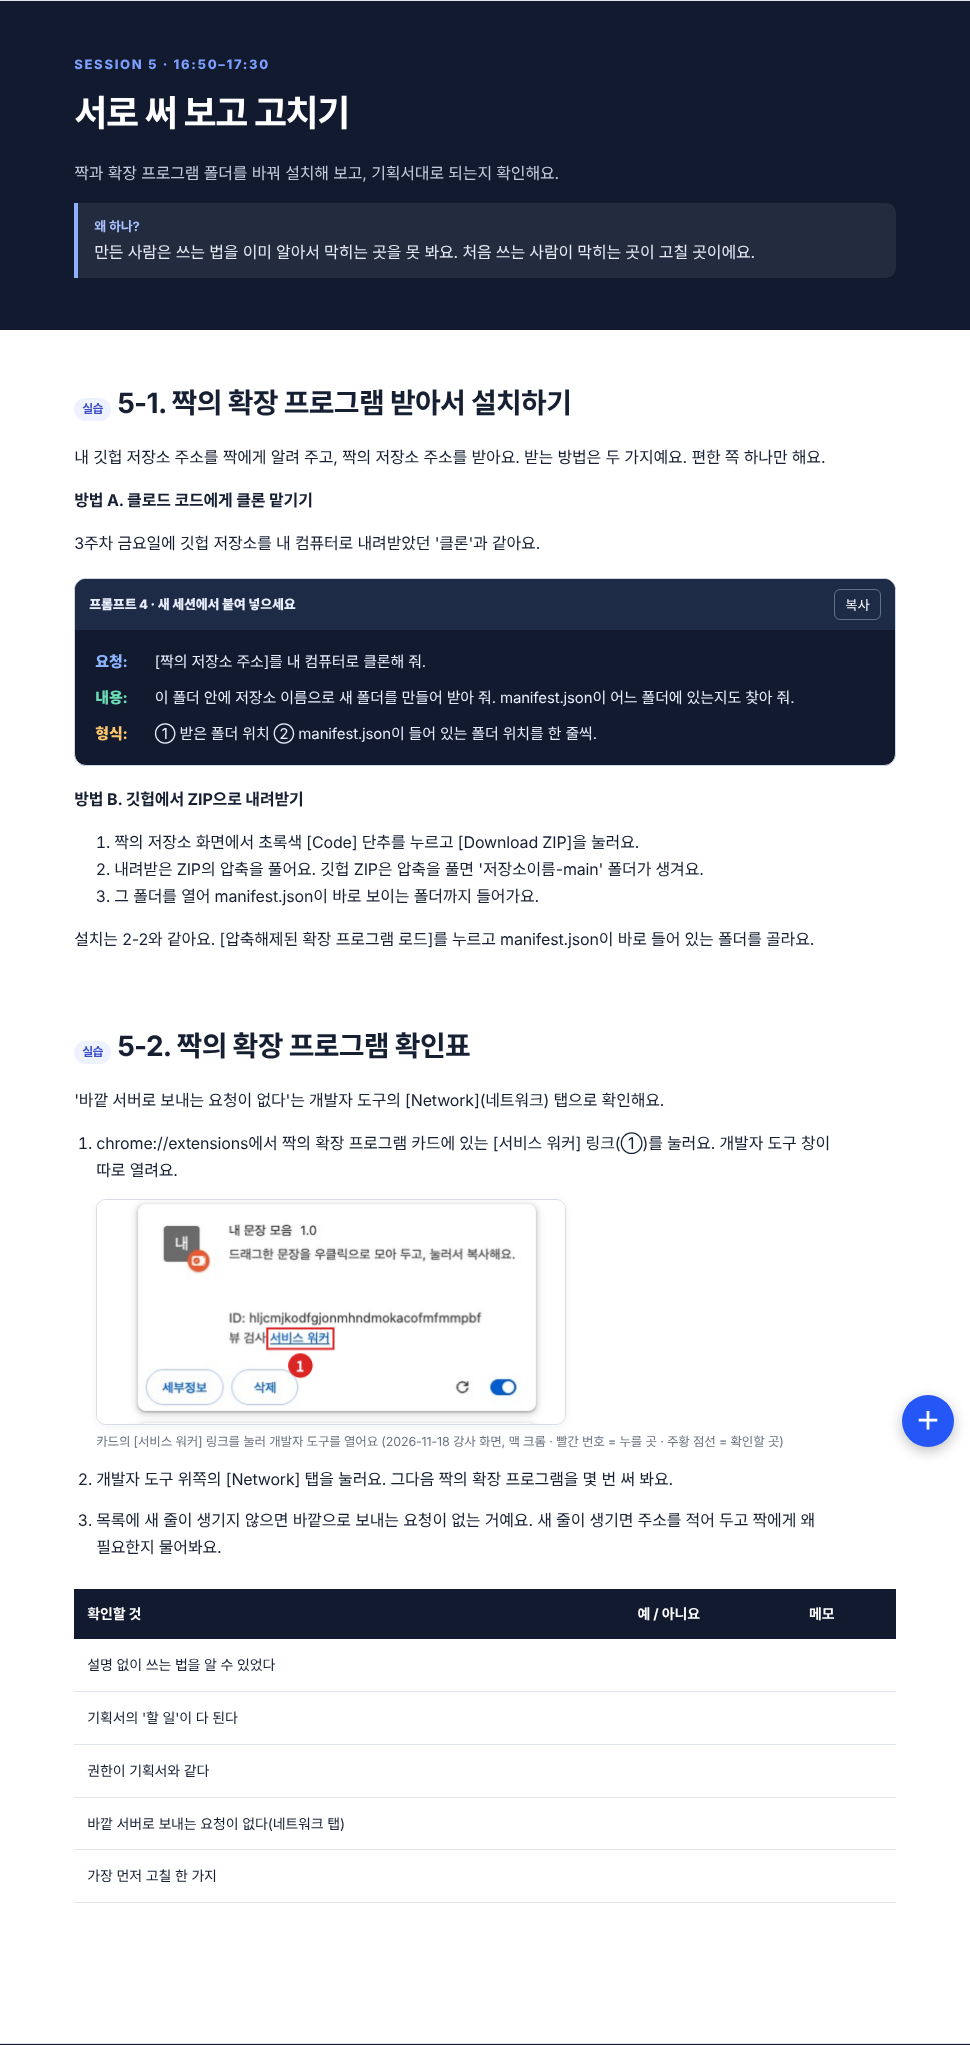 SESSION 5 · 16:50–17:30
서로 써 보고 고치기
짝과 확장 프로그램 폴더를 바꿔 설치해 보고, 기획서대로 되는지 확인해요.
왜 하나?
만든 사람은 쓰는 법을 이미 알아서 막히는 곳을 못 봐요. 처음 쓰는 사람이 막히는 곳이 고칠 곳이에요.
실습 5-1. 짝의 확장 프로그램 받아서 설치하기
내 깃헙 저장소 주소를 짝에게 알려 주고, 짝의 저장소 주소를 받아요. 받는 방법은 두 가지예요. 편한 쪽 하나만 해요.
방법 A. 클로드 코드에게 클론 맡기기
3주차 금요일에 깃헙 저장소를 내 컴퓨터로 내려받았던 '클론'과 같아요.
프롬프트 4 · 새 세션에서 붙여 넣으세요 복사
요청: [짝의 저장소 주소]를 내 컴퓨터로 클론해 줘.
내용: 이 폴더 안에 저장소 이름으로 새 폴더를 만들어 받아 줘. manifest.json이 어느 폴더에 있는지도 찾아 줘.
형식: ① 받은 폴더 위치 ② manifest.json이 들어 있는 폴더 위치를 한 줄씩.
방법 B. 깃헙에서 ZIP으로 내려받기
1. 짝의 저장소 화면에서 초록색 [Code] 단추를 누르고 [Download ZIP]을 눌러요.
2. 내려받은 ZIP의 압축을 풀어요. 깃헙 ZIP은 압축을 풀면 '저장소이름-main' 폴더가 생겨요.
3. 그 폴더를 열어 manifest.json이 바로 보이는 폴더까지 들어가요.
설치는 2-2와 같아요. [압축해제된 확장 프로그램 로드]를 누르고 manifest.json이 바로 들어 있는 폴더를 골라요.
실습 5-2. 짝의 확장 프로그램 확인표
'바깥 서버로 보내는 요청이 없다'는 개발자 도구의 [Network](네트워크) 탭으로 확인해요.
1. chrome://extensions에서 짝의 확장 프로그램 카드에 있는 [서비스 워커] 링크(①)를 눌러요. 개발자 도구 창이
따로 열려요.
내
내 문장 모음 1.0
드래그한 문장을 우클릭으로 모아 두고, 눌러서 복사해요.
ID: hljcmjkodfgjonmhndmokacofmfmmpbf
뷰 검사 서비스 워커
1
세부정보 삭제
카드의 [서비스 워커] 링크를 눌러 개발자 도구를 열어요 (2026-11-18 강사 화면, 맥 크롬 · 빨간 번호 = 누를 곳 · 주황 점선 = 확인할 곳)
2. 개발자 도구 위쪽의 [Network] 탭을 눌러요. 그다음 짝의 확장 프로그램을 몇 번 써 봐요.
3. 목록에 새 줄이 생기지 않으면 바깥으로 보내는 요청이 없는 거예요. 새 줄이 생기면 주소를 적어 두고 짝에게 왜
필요한지 물어봐요.
확인할 것 예 / 아니요 메모
설명 없이 쓰는 법을 알 수 있었다
기획서의 '할 일'이 다 된다
권한이 기획서와 같다
바깥 서버로 보내는 요청이 없다(네트워크 탭)
가장 먼저 고칠 한 가지